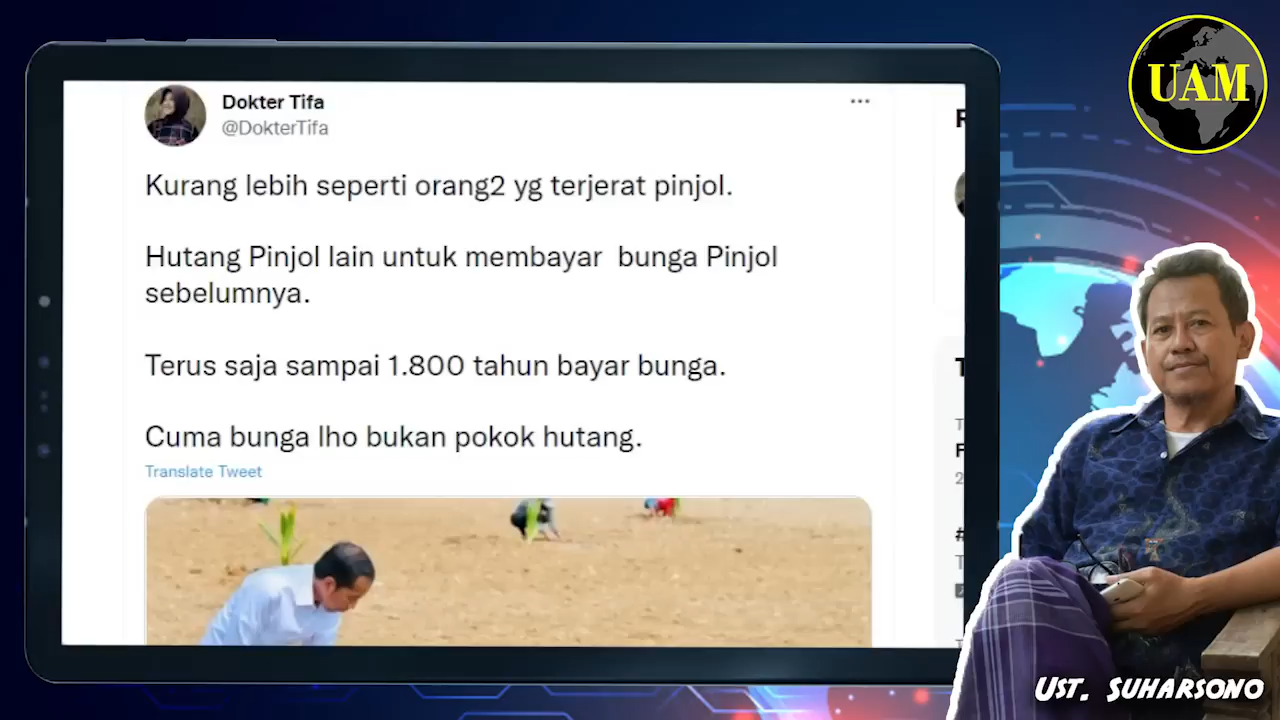 UAM
Dokter Tifa
@DokterTifa
Kurang lebih seperti orang2 yg terjerat pinjol.
Hutang Pinjol lain untuk membayar bunga Pinjol
sebelumnya.
Terus saja sampai 1.800 tahun bayar bunga.
Cuma bunga lho bukan pokok hutang.
Translate Tweet
Ust. Suharsono